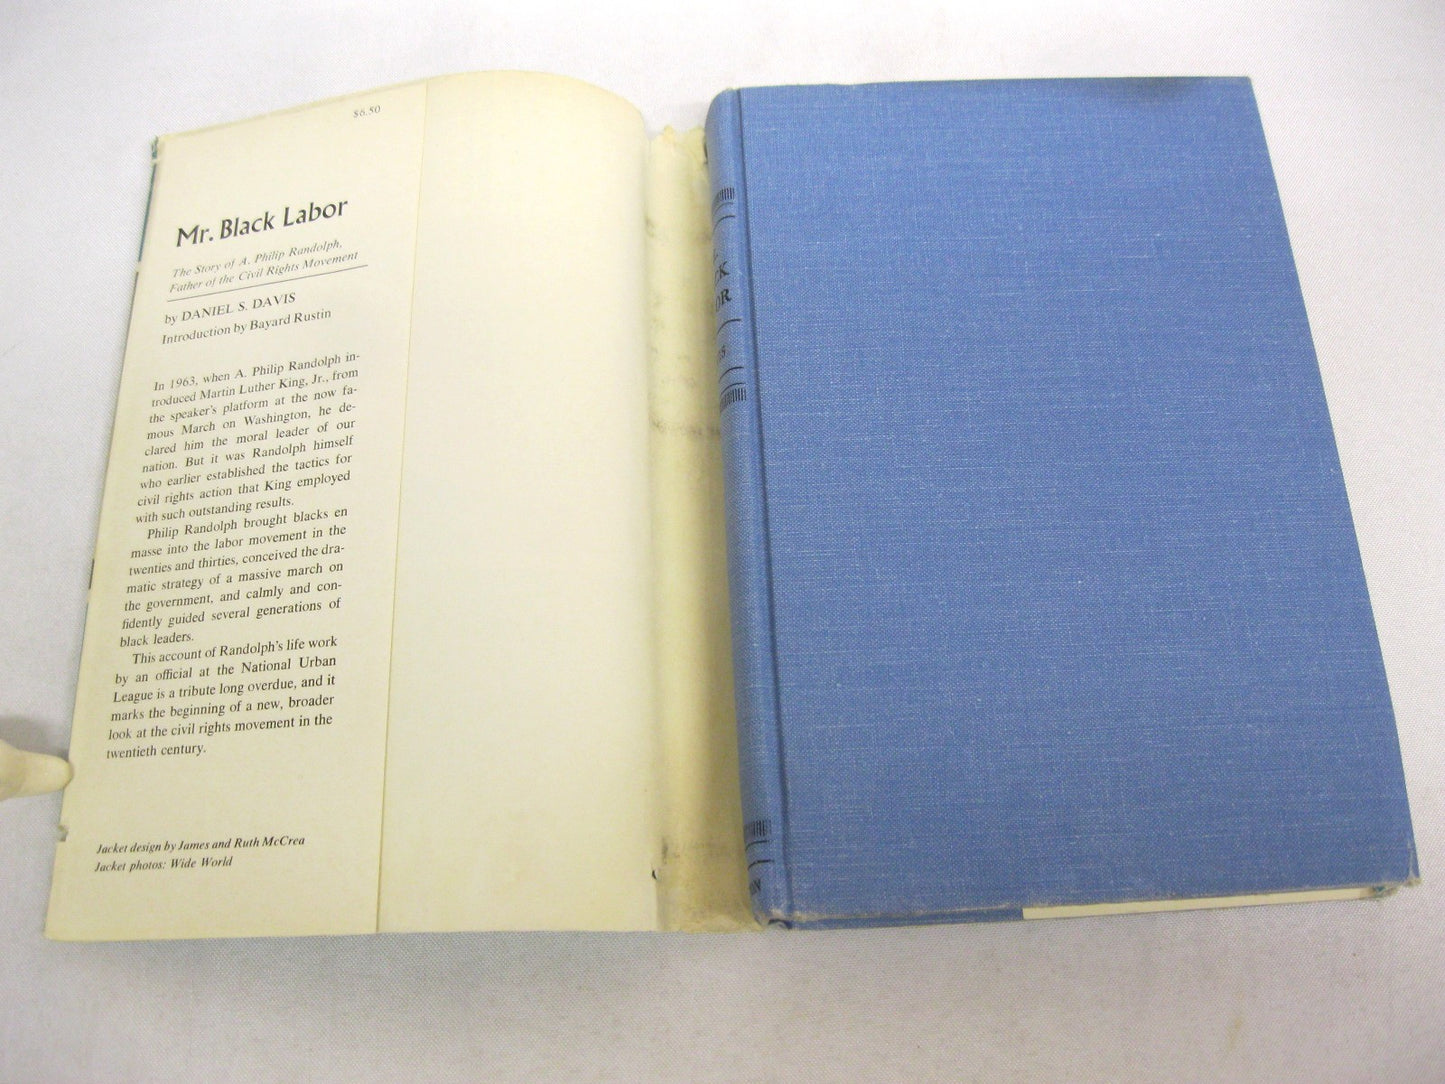 $6.50
Mr. Black Labor
The Story of A. Philip Randolph,
Father of the Civil Rights Movement
by DANIEL S. DAVIS
Introduction by Bayard Rustin
In 1963, when A. Philip Randolph in-
troduced Martin Luther King, Jr., from
the speaker's platform at the now fa-
mous March on Washington, he de-
clared him the moral leader of our
nation. But it was Randolph himself
who earlier established the tactics for
civil rights action that King employed
with such outstanding results.
Philip Randolph brought blacks en
masse into the labor movement in the
twenties and thirties, conceived the dra-
matic strategy of a massive march on
the government, and calmly and con-
fidently guided several generations of
black leaders.
This account of Randolph's life work
by an official at the National Urban
League is a tribute long overdue, and it
marks the beginning of a new, broader
look at the civil rights movement in the
twentieth century.
Jacket design by James and Ruth McCrea
Jacket photos: Wide World